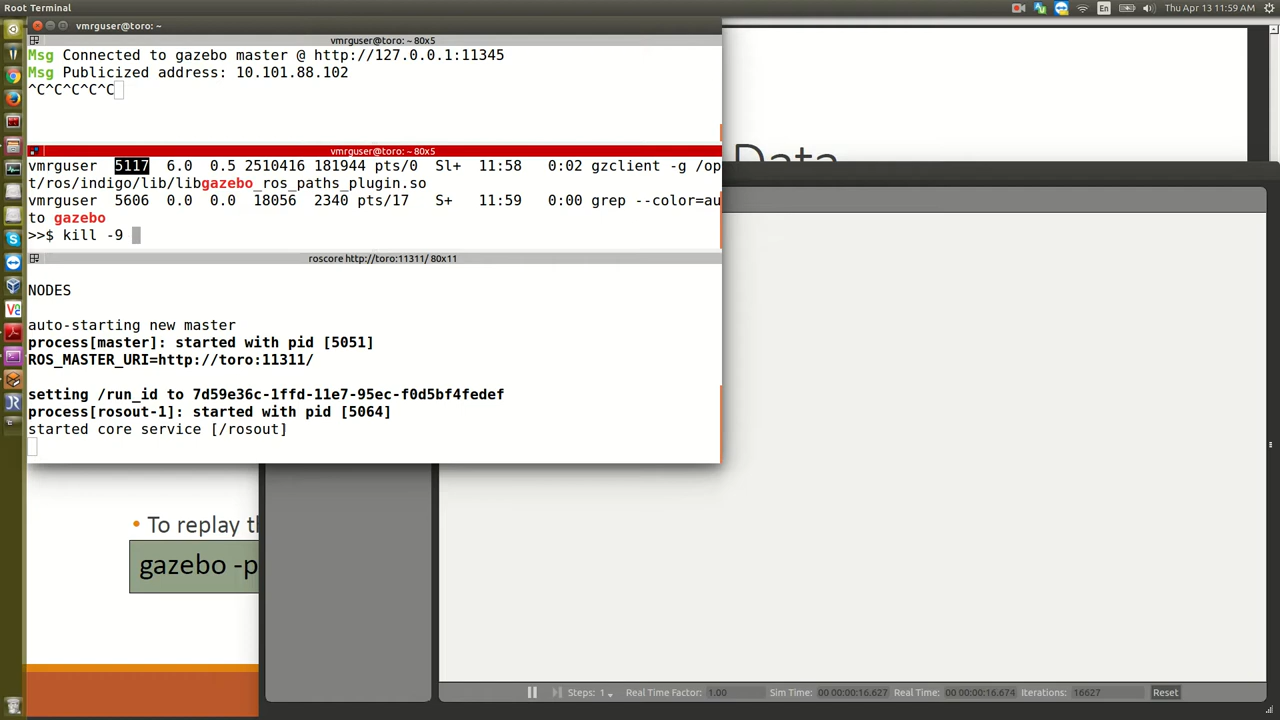 Root Terminal
En
Thu Apr 13 11:59 AM
vmrguser@toro: ~
vmrguser@toro: ~ 80x5
Msg Connected to gazebo master @ http://127.0.0.1:11345
Msg Publicized address: 10.101.88.102
^C^C^C^C^C
vmrguser@toro: ~ 80x5
vmrguser  5117  6.0  0.5 2510416 181944 pts/0  Sl+  11:58   0:02 gzclient -g /op
t/ros/indigo/lib/libgazebo_ros_paths_plugin.so
vmrguser  5606  0.0  0.0  18056  2340 pts/17   S+   11:59   0:00 grep --color=au
to gazebo
>>$ kill -9
roscore http://toro:11311/ 80x11
NODES
auto-starting new master
process[master]: started with pid [5051]
ROS_MASTER_URI=http://toro:11311/
setting /run_id to 7d59e36c-1ffd-11e7-95ec-f0d5bf4fedef
process[rosout-1]: started with pid [5064]
started core service [/rosout]
Data
• To replay th
gazebo -p
Steps: 1 Real Time Factor: 1.00 Sim Time: 00 00:00:16.627 Real Time: 00 00:00:16.674 Iterations: 16627 Reset